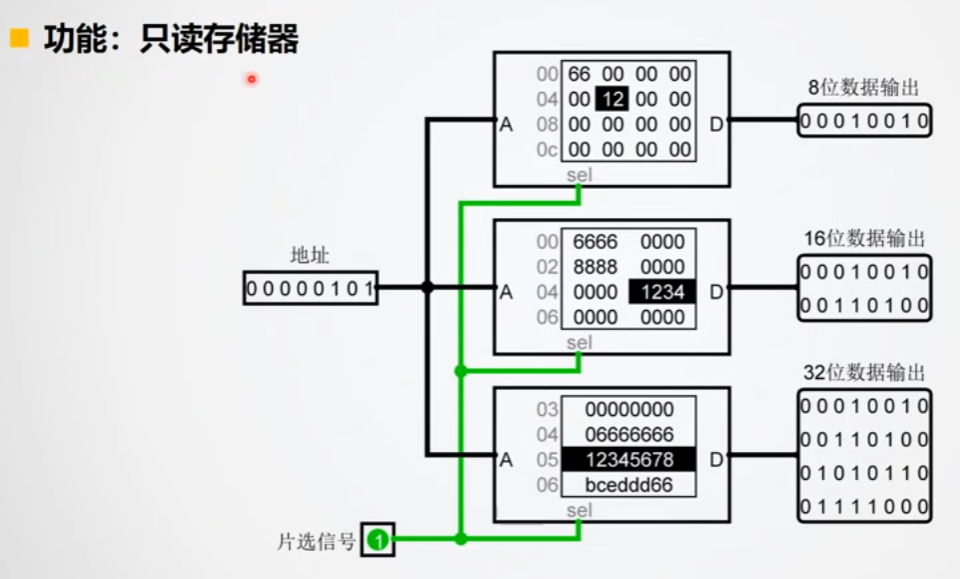 功能：只读存储器
00 66 00 00 00
04 00 12 00 00
08 00 00 00 00
0c 00 00 00 00
A
D
sel
8位数据输出
00010010
地址
00000101
00 6666 0000
02 8888 0000
04 0000 1234
06 0000 0000
A
D
sel
16位数据输出
00010010
00110100
03 00000000
04 06666666
05 12345678
06 bceddd66
A
D
sel
32位数据输出
00010010
00110100
01010110
01111000
片选信号 1